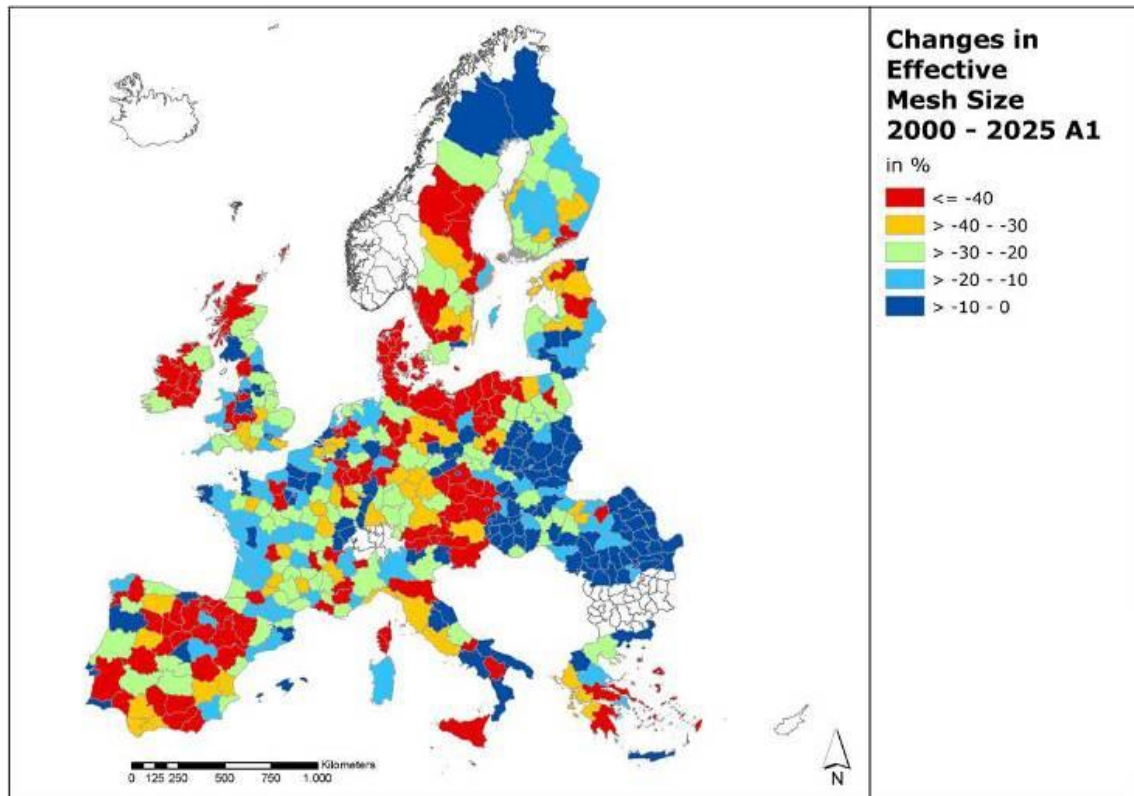 Changes in
Effective
Mesh Size
2000 - 2025 A1
in %
<= -40
> -40 - -30
> -30 - -20
> -20 - -10
> -10 - 0
Kilometers
0 125 250 500 750 1.000
N